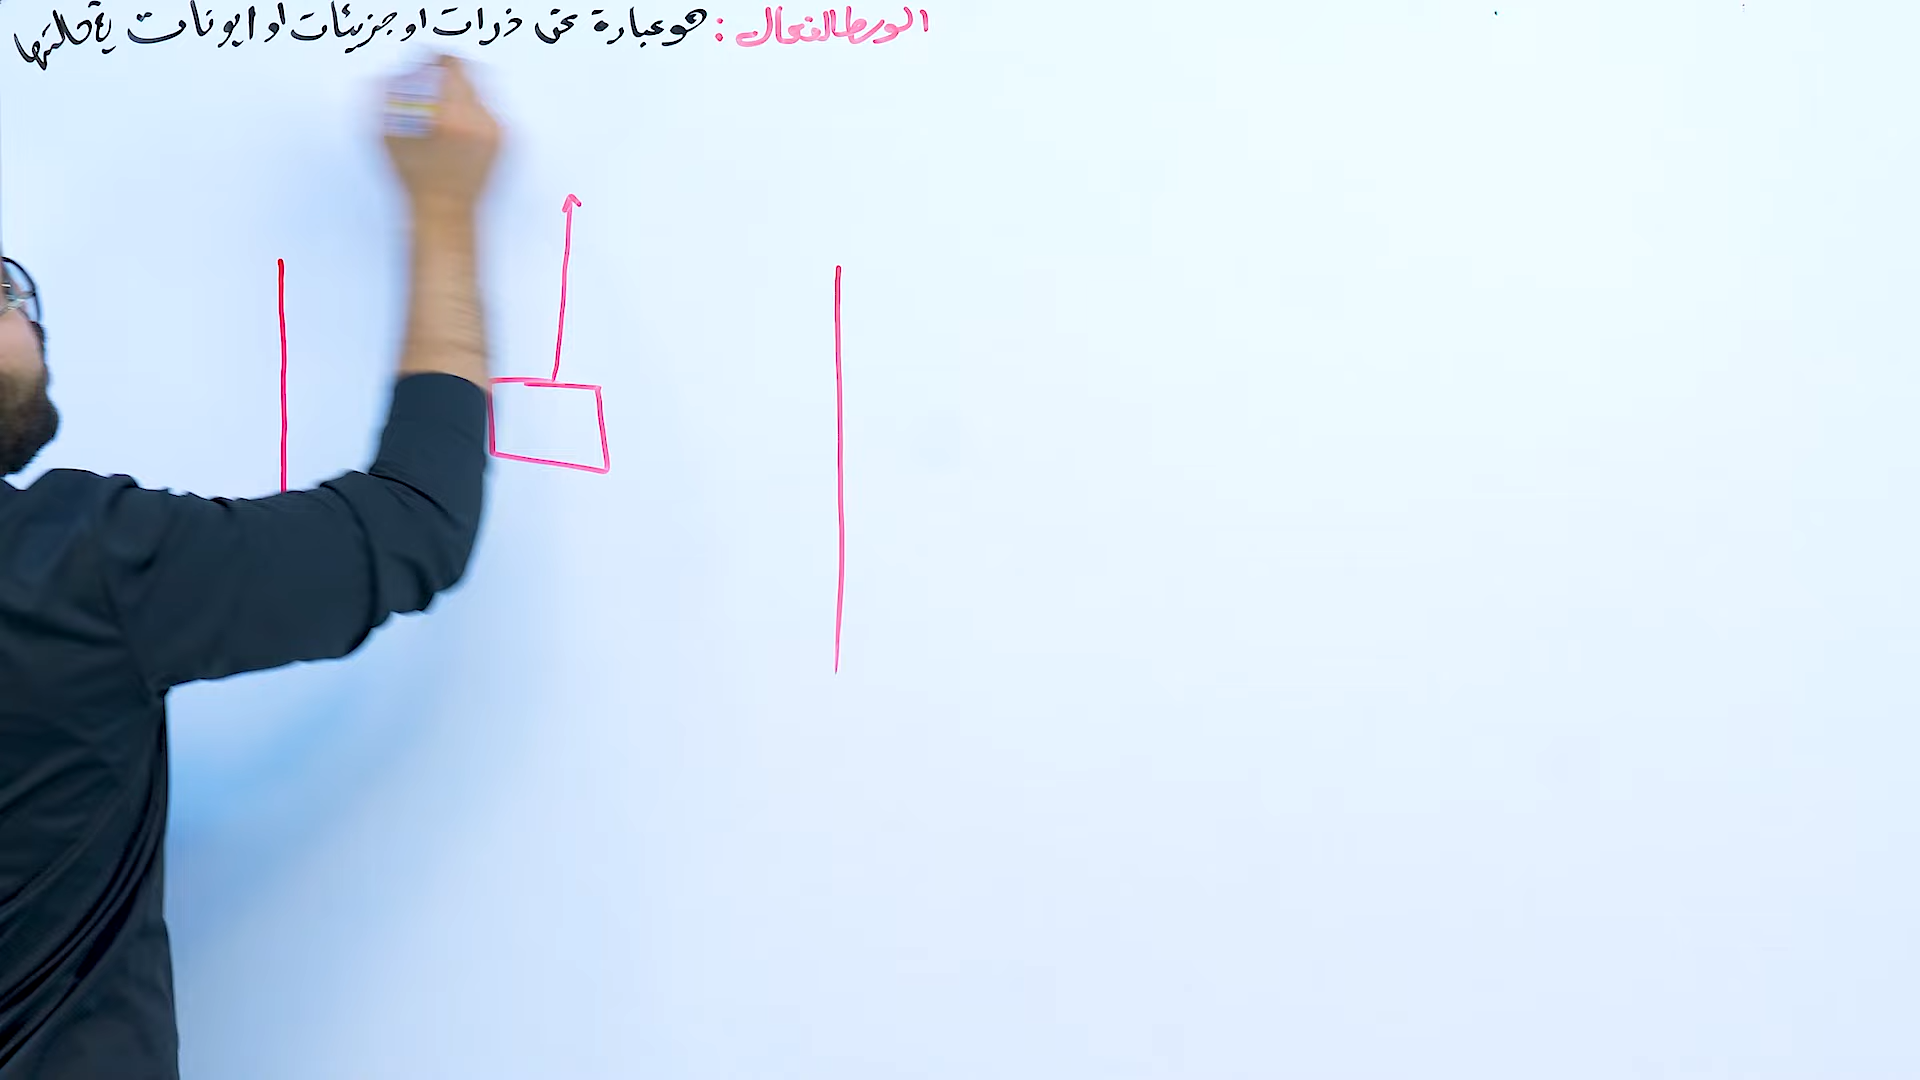 الوسط الفعال : هو عبارة عن ذرات او جزيئات او ايونات في حالتها